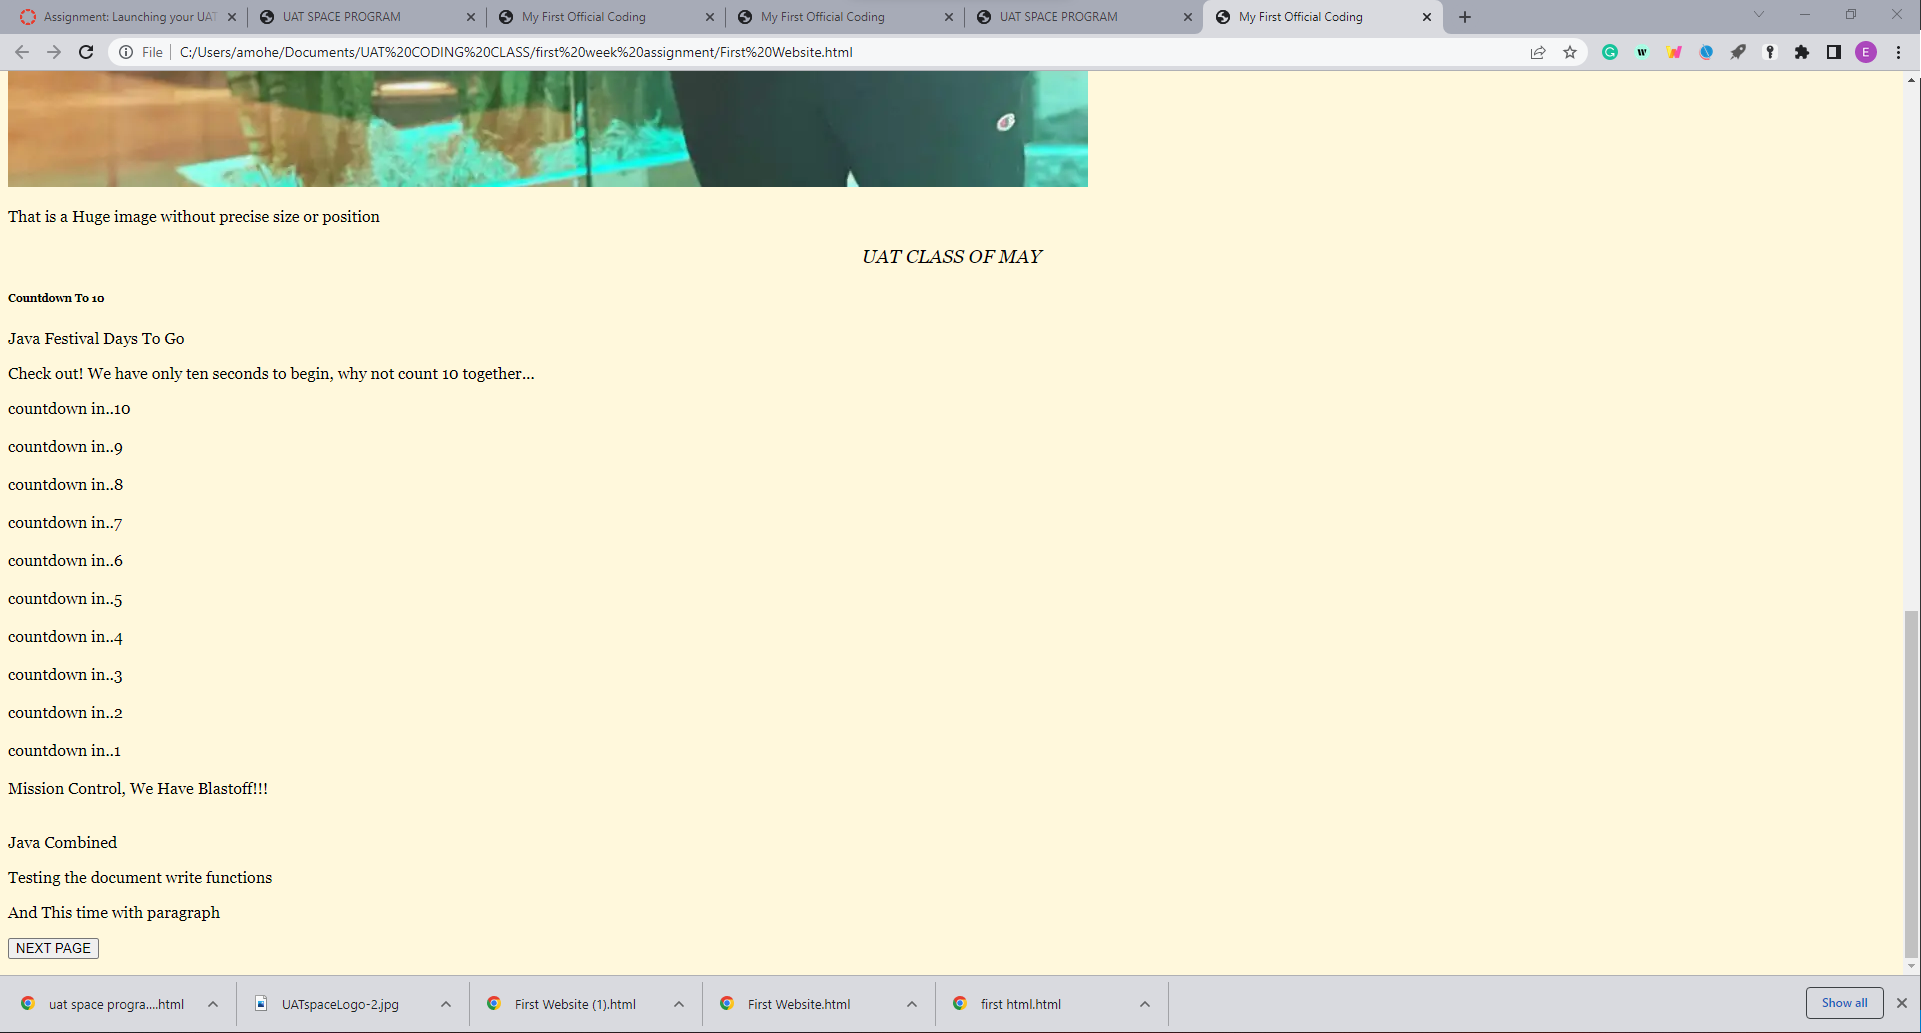 Assignment: Launching your UAT
UAT SPACE PROGRAM
My First Official Coding
My First Official Coding
UAT SPACE PROGRAM
My First Official Coding
File
C:/Users/amohe/Documents/UAT%20CODING%20CLASS/first%20week%20assignment/First%20Website.html
E
That is a Huge image without precise size or position
UAT CLASS OF MAY
Countdown To 10
Java Festival Days To Go
Check out! We have only ten seconds to begin, why not count 10 together...
countdown in..10
countdown in..9
countdown in..8
countdown in..7
countdown in..6
countdown in..5
countdown in..4
countdown in..3
countdown in..2
countdown in..1
Mission Control, We Have Blastoff!!!
Java Combined
Testing the document write functions
And This time with paragraph
NEXT PAGE
uat space progra....html
UATspaceLogo-2.jpg
First Website (1).html
First Website.html
first html.html
Show all